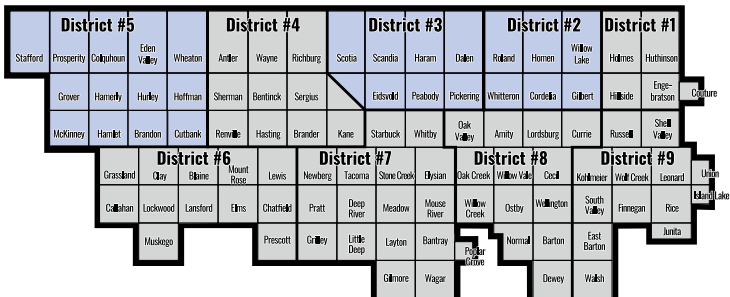 District #5
District #4
District #3
District #2
District #1
Stafford Prosperity Colquhoun Eden Valley Wheaton Antler Wayne Richburg Scotia Scandia Haram Dalen Roland Homen Willow Lake Holmes Huthinson
Grover Hamerly Hurley Hoffman Sherman Bentinck Sergius Eidsvold Peabody Pickering Whitteron Cordelia Gilbert Hillside Enge-
bratson Couture
McKinney Hamlet Brandon Cutbank Renville Hasting Brander Kane Starbuck Whitby Oak Valley Amity Lordsburg Currie Russell Shell Valley
District #6
District #7
District #8
District #9
Grassland Clay Blaine Mount Rose Lewis Newberg Tacoma Stone Creek Elysian Oak Creek Willow Vale Cecil Kohlmeier Wolf Creek Leonard Union
Callahan Lockwood Lansford Elms Chatfield Pratt Deep River Meadow Mouse River Willow Creek Ostby Wellington South Valley Finnegan Rice Island Lake
Muskego Prescott Grilley Little Deep Layton Bantray Poplar Grove Normal Barton East Barton Junita
Gilmore Wagar Dewey Walsh